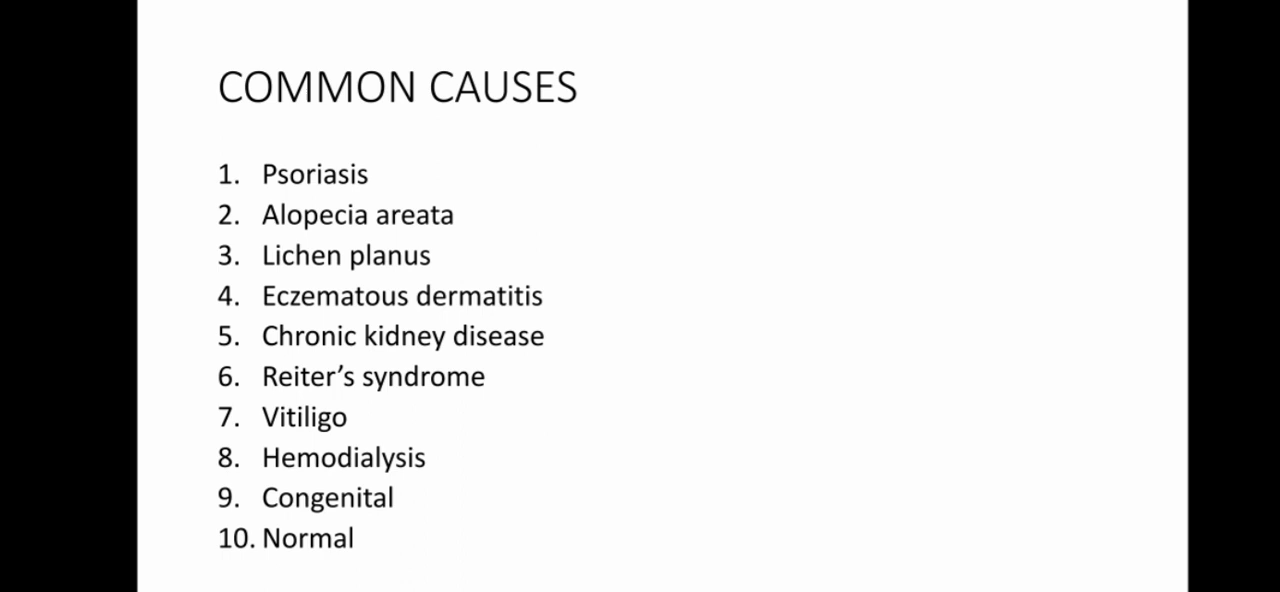 COMMON CAUSES
1. Psoriasis
2. Alopecia areata
3. Lichen planus
4. Eczematous dermatitis
5. Chronic kidney disease
6. Reiter’s syndrome
7. Vitiligo
8. Hemodialysis
9. Congenital
10. Normal